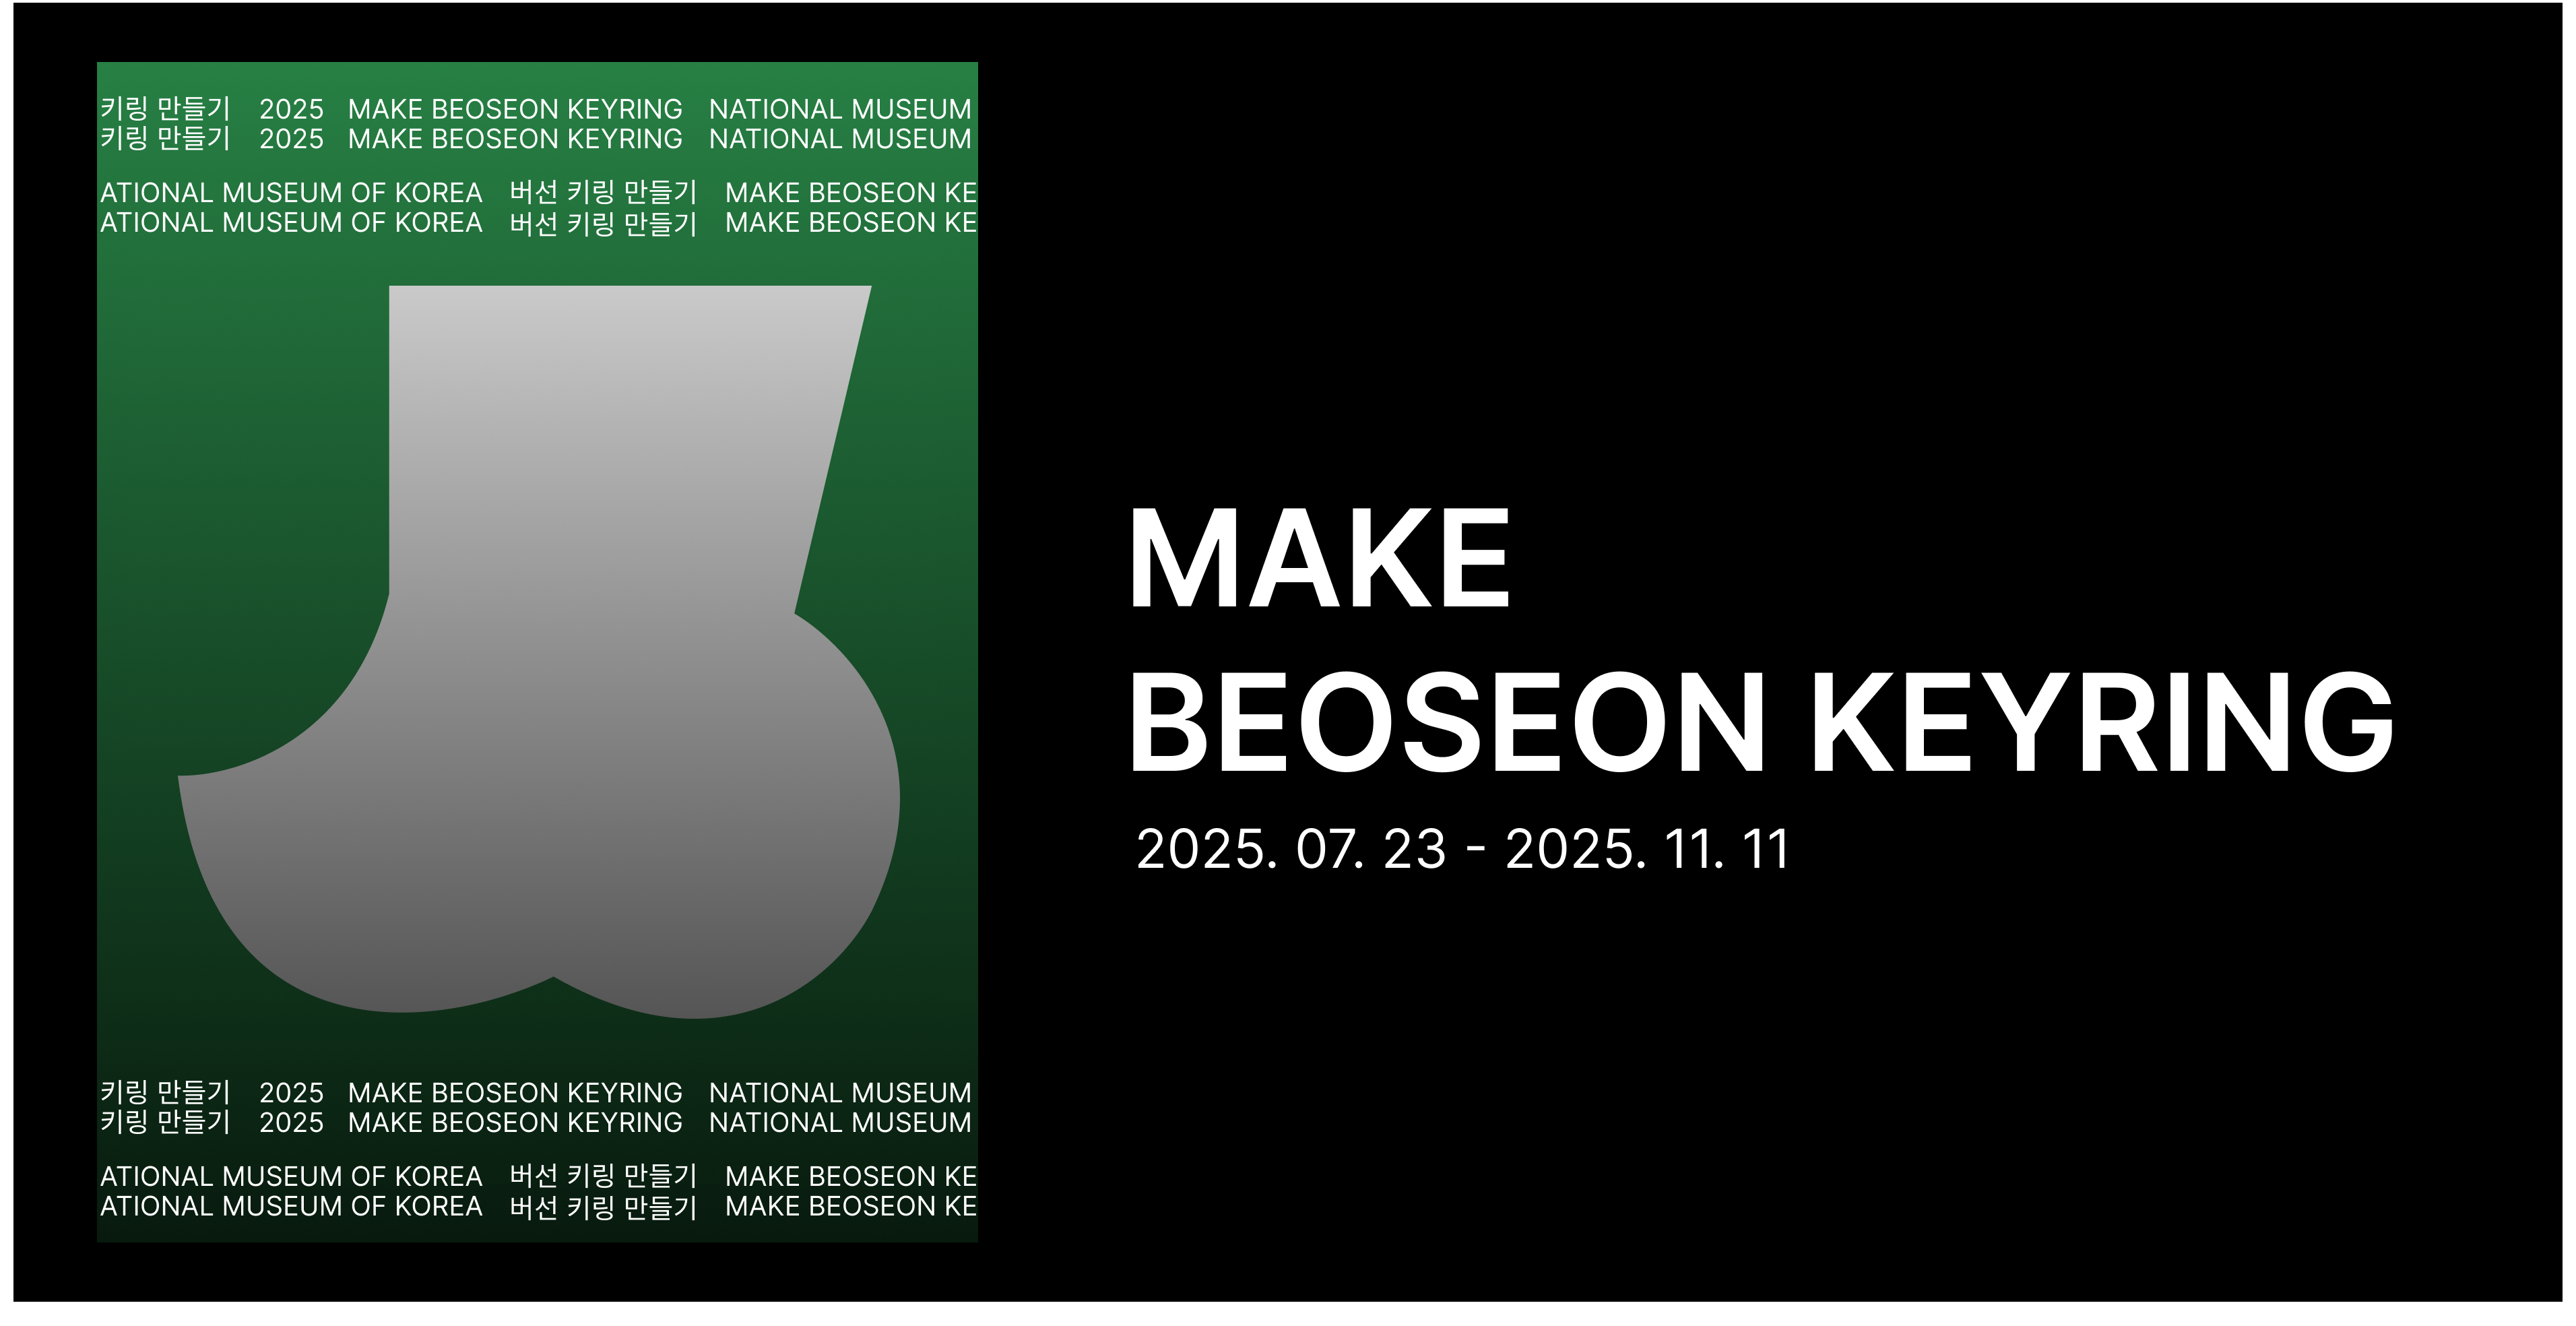 키링 만들기 2025 MAKE BEOSEON KEYRING NATIONAL MUSEUM
키링 만들기 2025 MAKE BEOSEON KEYRING NATIONAL MUSEUM
ATIONAL MUSEUM OF KOREA 버선 키링 만들기 MAKE BEOSEON KE
ATIONAL MUSEUM OF KOREA 버선 키링 만들기 MAKE BEOSEON KE
키링 만들기 2025 MAKE BEOSEON KEYRING NATIONAL MUSEUM
키링 만들기 2025 MAKE BEOSEON KEYRING NATIONAL MUSEUM
ATIONAL MUSEUM OF KOREA 버선 키링 만들기 MAKE BEOSEON KE
ATIONAL MUSEUM OF KOREA 버선 키링 만들기 MAKE BEOSEON KE
MAKE
BEOSEON KEYRING
2025. 07. 23 - 2025. 11. 11